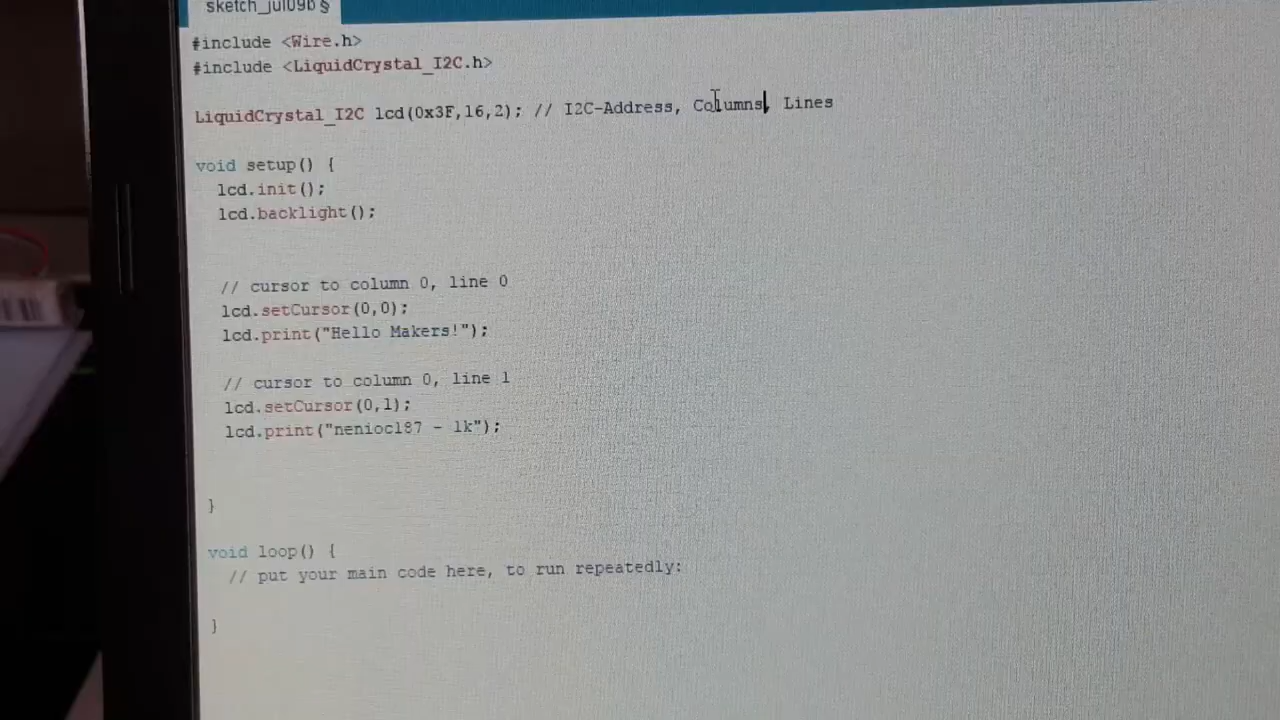 sketch_jul09b §
#include <Wire.h>
#include <LiquidCrystal_I2C.h>
LiquidCrystal_I2C lcd(0x3F,16,2); // I2C-Address, Columns, Lines
void setup() {
lcd.init();
lcd.backlight();
// cursor to column 0, line 0
lcd.setCursor(0,0);
lcd.print("Hello Makers!");
// cursor to column 0, line 1
lcd.setCursor(0,1);
lcd.print("nenioc187 - 1k");
}
void loop() {
// put your main code here, to run repeatedly:
}